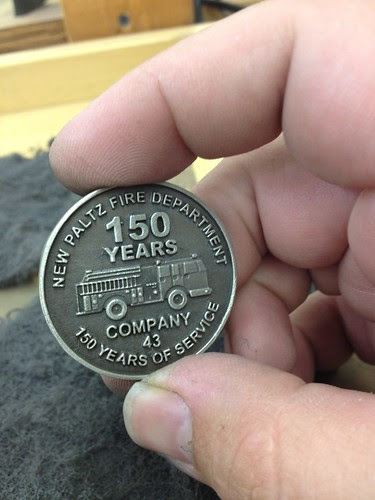 NEW PALTZ FIRE DEPARTMENT
150
YEARS
COMPANY
43
150 YEARS OF SERVICE